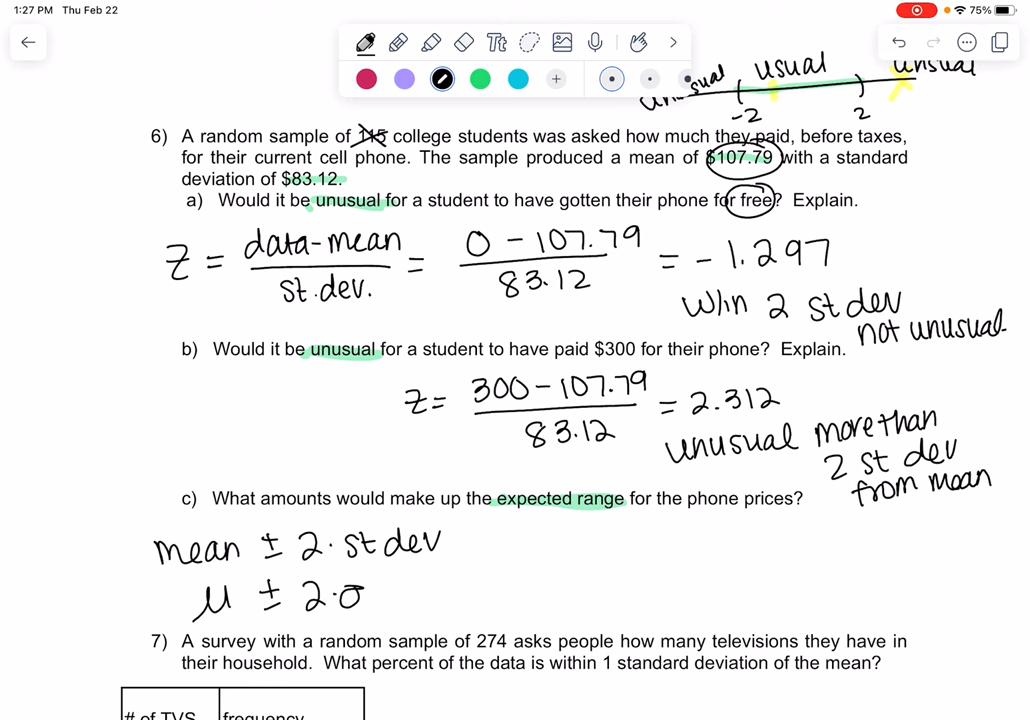 1:27 PM Thu Feb 22
75%
Tt
unusual usual unusual
-2 2
6) A random sample of 115 college students was asked how much they paid, before taxes,
for their current cell phone. The sample produced a mean of $107.79 with a standard
deviation of $83.12.
a) Would it be unusual for a student to have gotten their phone for free? Explain.
Z = data-mean / st.dev. = 0 - 107.79 / 83.12 = -1.297
w/in 2 st dev
not unusual
b) Would it be unusual for a student to have paid $300 for their phone? Explain.
Z = 300 - 107.79 / 83.12 = 2.312
unusual more than
2 st dev
from mean
c) What amounts would make up the expected range for the phone prices?
mean ± 2· st dev
μ ± 2·σ
7) A survey with a random sample of 274 asks people how many televisions they have in
their household. What percent of the data is within 1 standard deviation of the mean?
# of TVS frequency